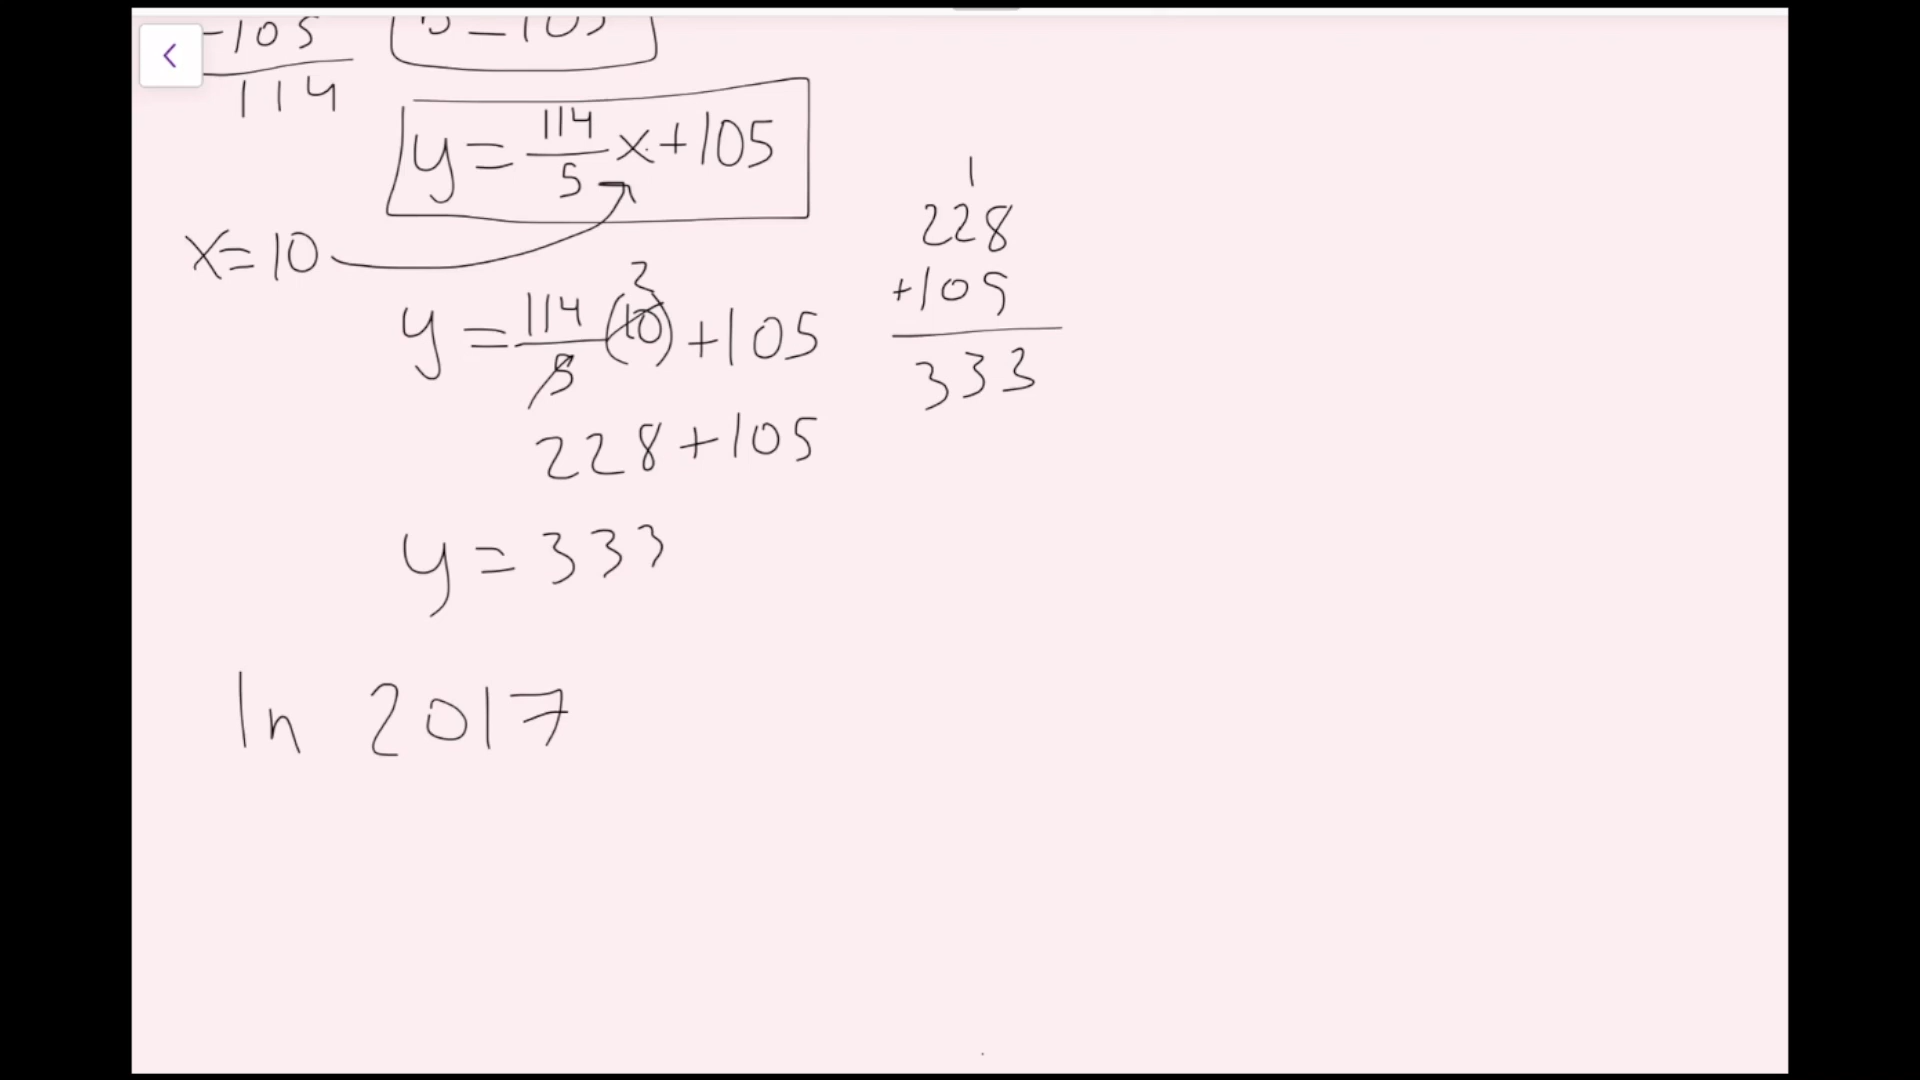 -105
114
b = 105
y = 114/5 x + 105
x = 10
y = 114/5 (10) 2 + 105
228 + 105
y = 333
1
228
+105
333
In 2017